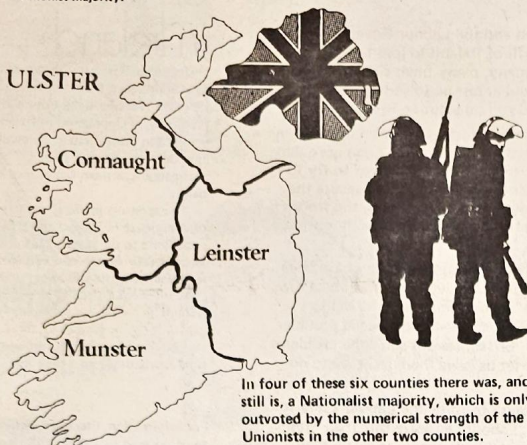 ULSTER
Connaught
Leinster
Munster
In four of these six counties there was, and
still is, a Nationalist majority, which is only
outvoted by the numerical strength of the
Unionists in the other two counties.